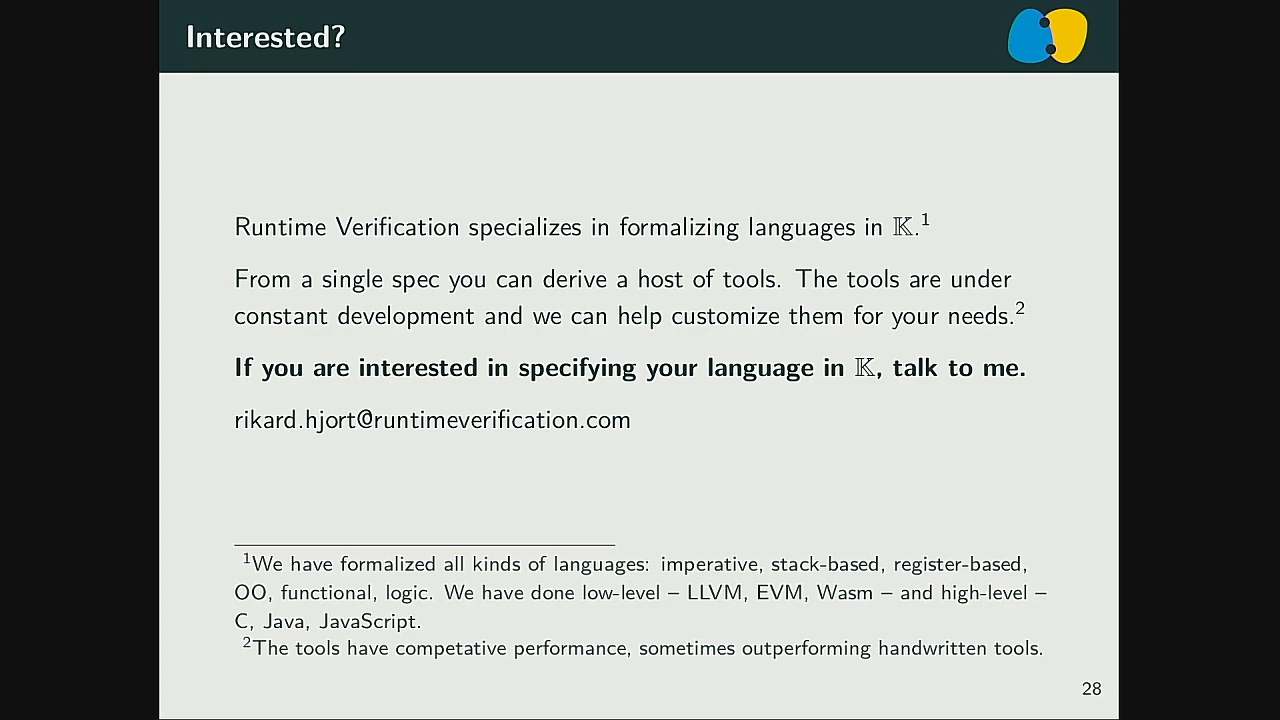 Interested?
Runtime Verification specializes in formalizing languages in 𝕂.¹
From a single spec you can derive a host of tools. The tools are under
constant development and we can help customize them for your needs.²
If you are interested in specifying your language in 𝕂, talk to me.
rikard.hjort@runtimeverification.com
¹We have formalized all kinds of languages: imperative, stack-based, register-based,
OO, functional, logic. We have done low-level – LLVM, EVM, Wasm – and high-level –
C, Java, JavaScript.
²The tools have competative performance, sometimes outperforming handwritten tools.
28